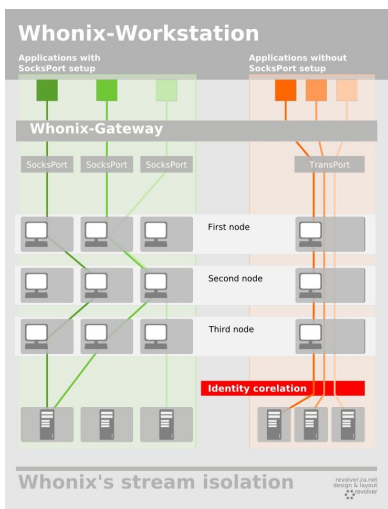 Whonix-Workstation
Applications with
SocksPort setup
Applications without
SocksPort setup
Whonix-Gateway
SocksPort
SocksPort
SocksPort
TransPort
First node
Second node
Third node
Identity corelation
Whonix's stream isolation
revolver.za.net
design & layout
revolver